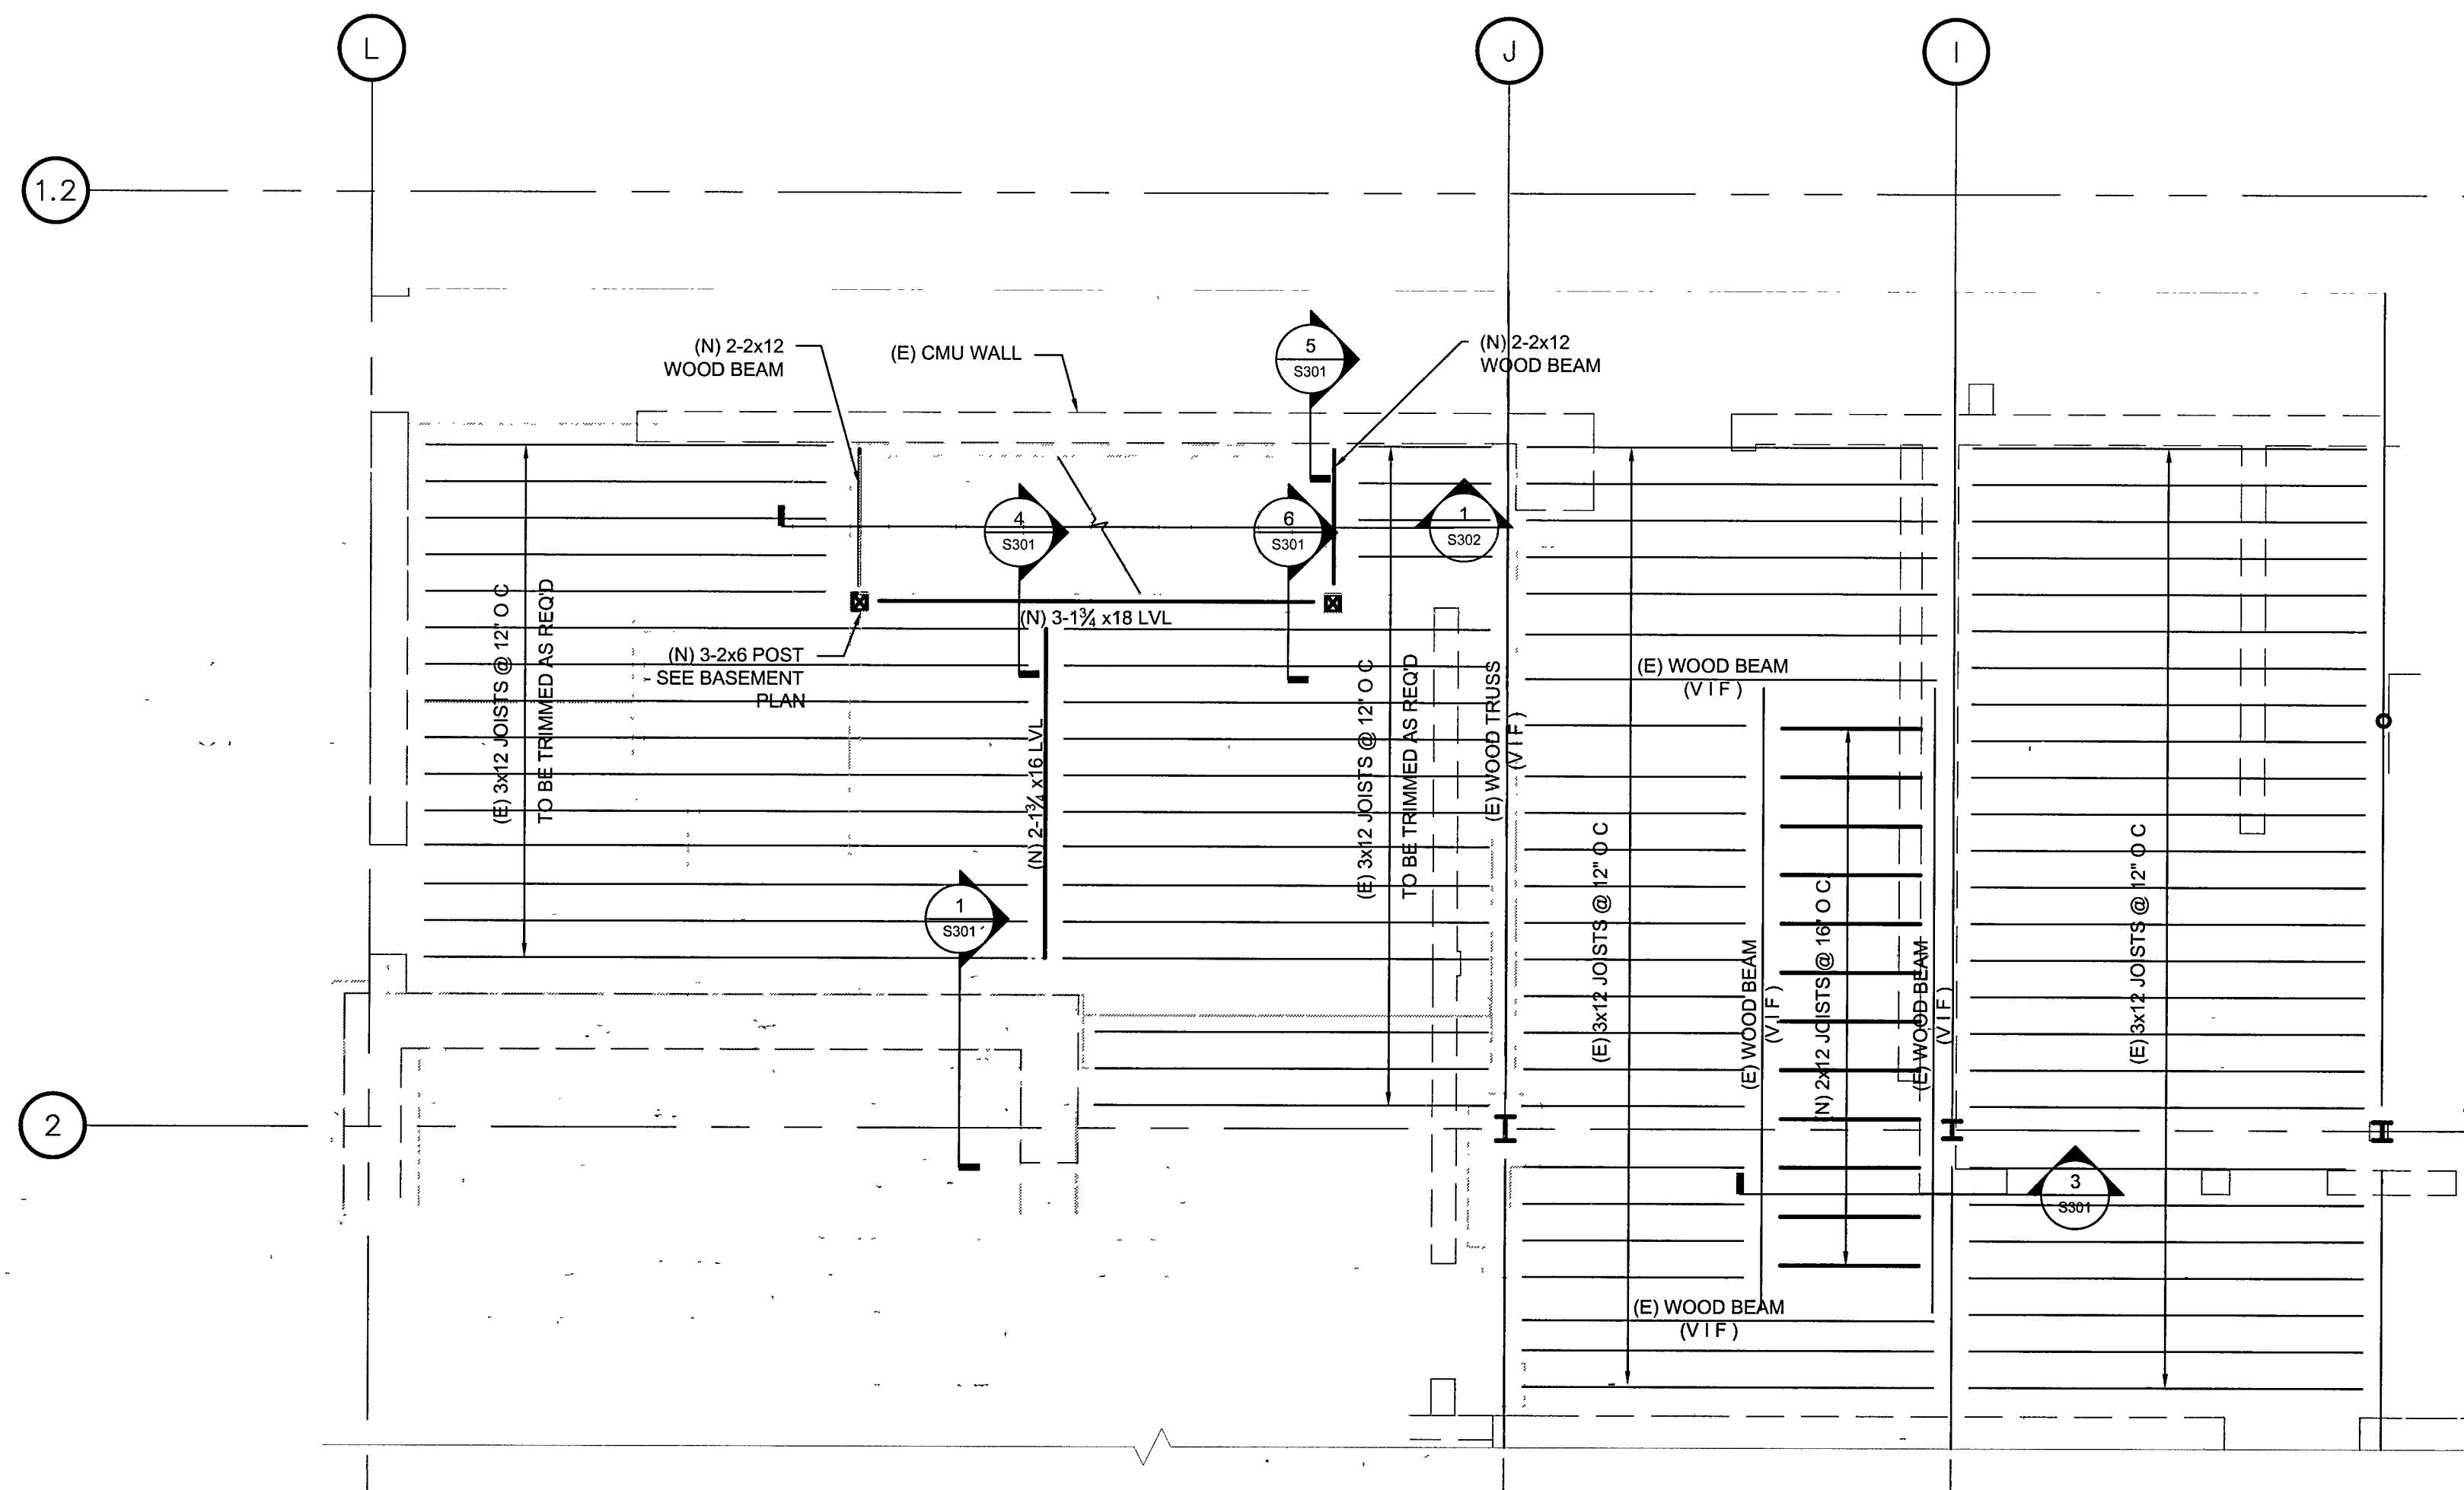 L
J
I
1.2
(N) 2-2x12
WOOD BEAM
(E) CMU WALL
5
S301
(N) 2-2x12
WOOD BEAM
4
S301
6
S301
1
S302
(N) 3-1¾ x18 LVL
(N) 3-2x6 POST
SEE BASEMENT
PLAN
(E) 3x12 JOISTS @ 12" O C
TO BE TRIMMED AS REQ'D
(N) 2-1¾ x16 LVL
(E) 3x12 JOISTS @ 12" O C
TO BE TRIMMED AS REQ'D
(E) WOOD TRUSS
(V I F)
(E) WOOD BEAM
(V I F)
(E) 3x12 JOISTS @ 12" O C
(E) WOOD BEAM
(V I F)
(N) 2x12 JOISTS @ 16" O C
(E) WOOD BEAM
(V I F)
(E) 3x12 JOISTS @ 12" O C
1
S301
2
3
S301
(E) WOOD BEAM
(V I F)